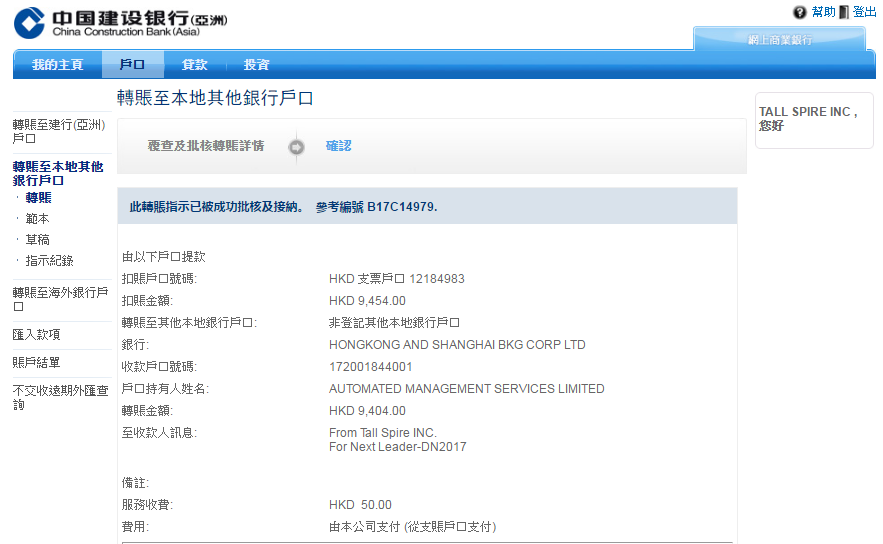 中国建设银行(亞洲)
China Construction Bank(Asia)
幫助 登出
網上商業銀行
我的主頁 戶口 貸款 投資
轉賬至本地其他銀行戶口
TALL SPIRE INC ,
您好
轉賬至建行(亞洲)
戶口
轉賬至本地其他
銀行戶口
· 轉賬
· 範本
· 草稿
· 指示紀錄
轉賬至海外銀行戶
口
匯入款項
賬戶結單
不交收遠期外匯查
詢
覆查及批核轉賬詳情 確認
此轉賬指示已被成功批核及接納。 參考編號 B17C14979.
由以下戶口提款
扣賬戶口號碼: HKD 支票戶口 12184983
扣賬金額: HKD 9,454.00
轉賬至其他本地銀行戶口: 非登記其他本地銀行戶口
銀行: HONGKONG AND SHANGHAI BKG CORP LTD
收款戶口號碼: 172001844001
戶口持有人姓名: AUTOMATED MANAGEMENT SERVICES LIMITED
轉賬金額: HKD 9,404.00
至收款人訊息: From Tall Spire INC.
For Next Leader-DN2017
備註:
服務收費: HKD 50.00
費用: 由本公司支付 (從支賬戶口支付)